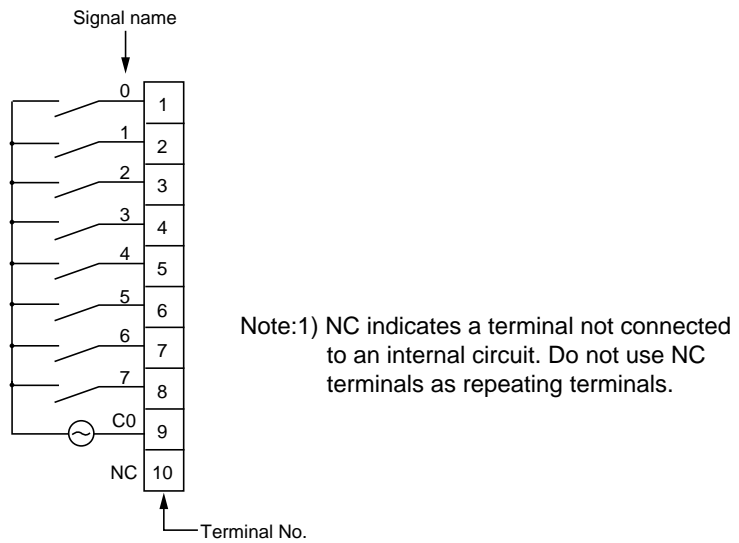 Signal name
0
1
1
2
2
3
3
4
4
5
5
6
6
7
7
8
C0
9
NC
10
Terminal No.
Note:1) NC indicates a terminal not connected
to an internal circuit. Do not use NC
terminals as repeating terminals.